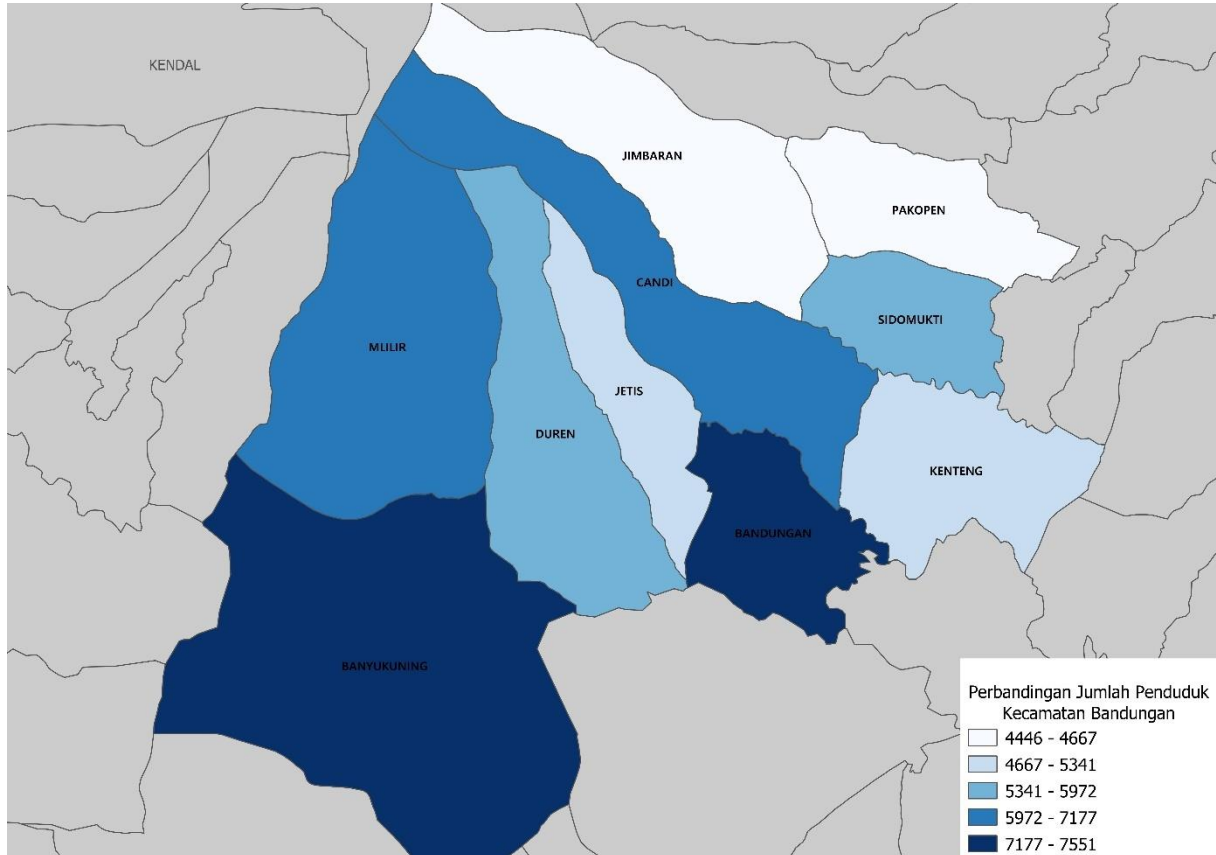 KENDAL
JIMBARAN
PAKOPEN
CANDI
SIDOMUKTI
MLILIR
JETIS
DUREN
KENTENG
BANDUNGAN
BANYUKUNING
Perbandingan Jumlah Penduduk
Kecamatan Bandungan
4446 - 4667
4667 - 5341
5341 - 5972
5972 - 7177
7177 - 7551